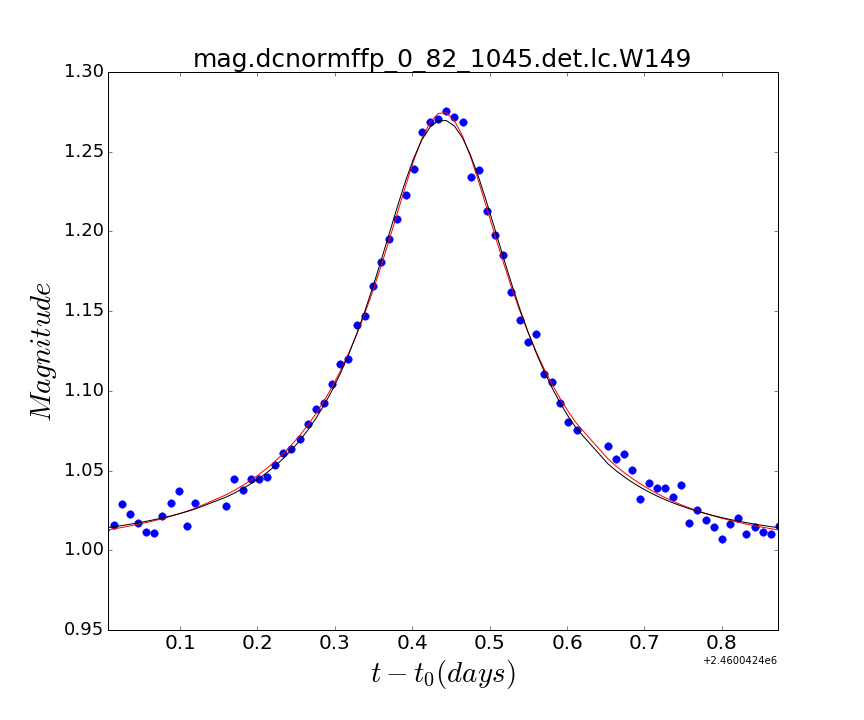 mag.dcnormffp_0_82_1045.det.lc.W149
1.30
1.25
1.20
1.15
1.10
1.05
1.00
0.95
Magnitude
0.1 0.2 0.3 0.4 0.5 0.6 0.7 0.8
+2.4600424e6
t − t₀(days)